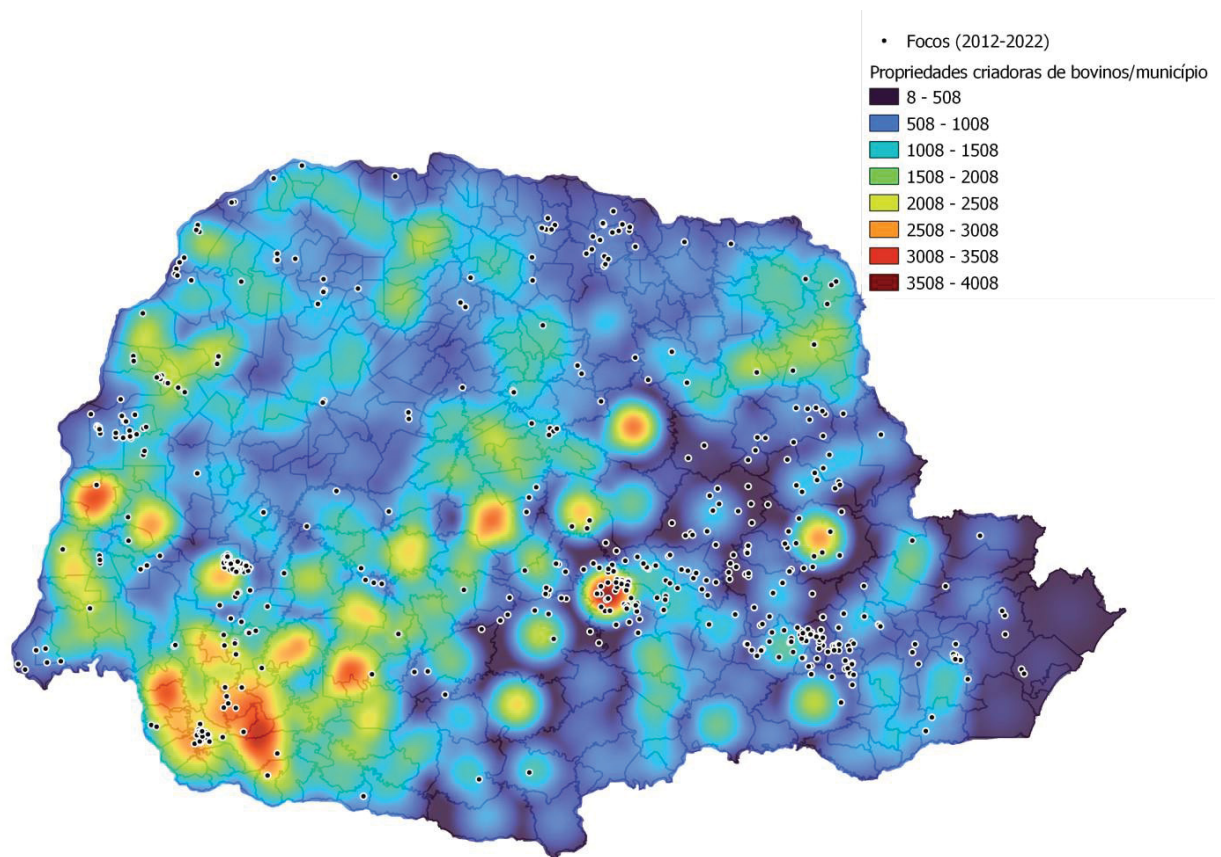 Focos (2012-2022)
Propriedades criadoras de bovinos/município
8 - 508
508 - 1008
1008 - 1508
1508 - 2008
2008 - 2508
2508 - 3008
3008 - 3508
3508 - 4008